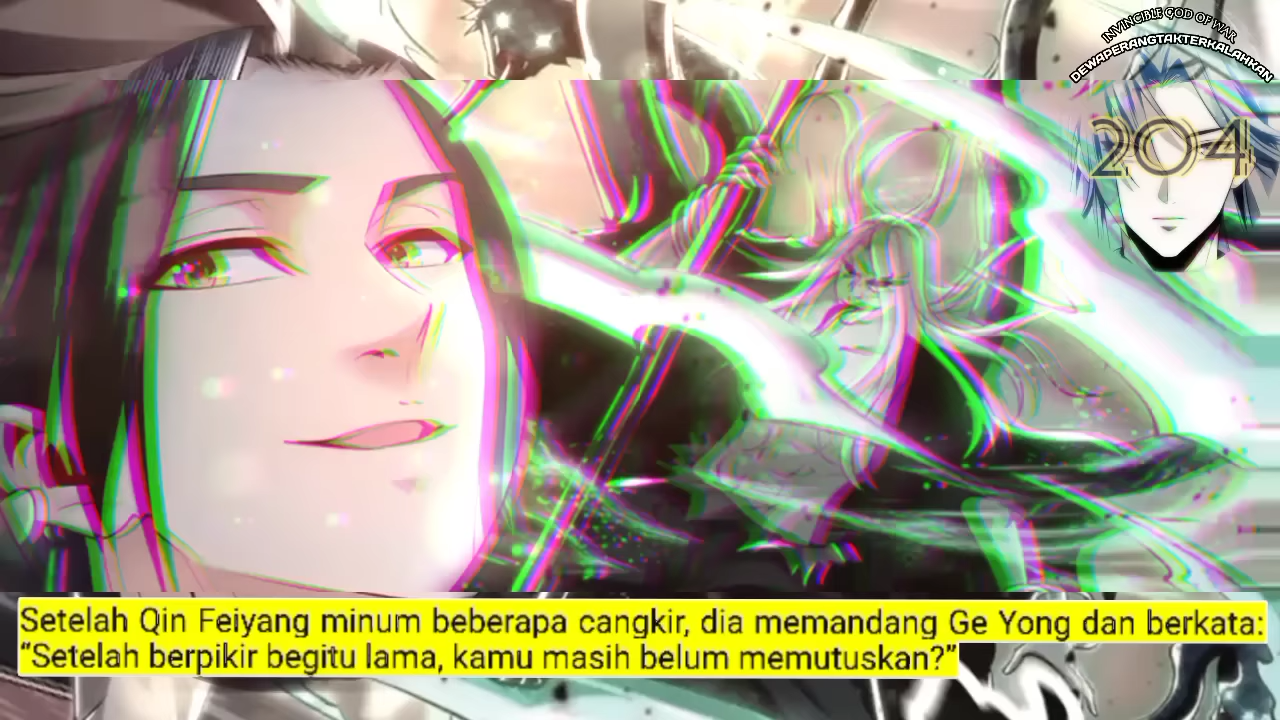 INVINCIBLE GOD OF WAR
DEWAPERANGTAKTERKALAHKAN
204
Setelah Qin Feiyang minum beberapa cangkir, dia memandang Ge Yong dan berkata:
“Setelah berpikir begitu lama, kamu masih belum memutuskan?”